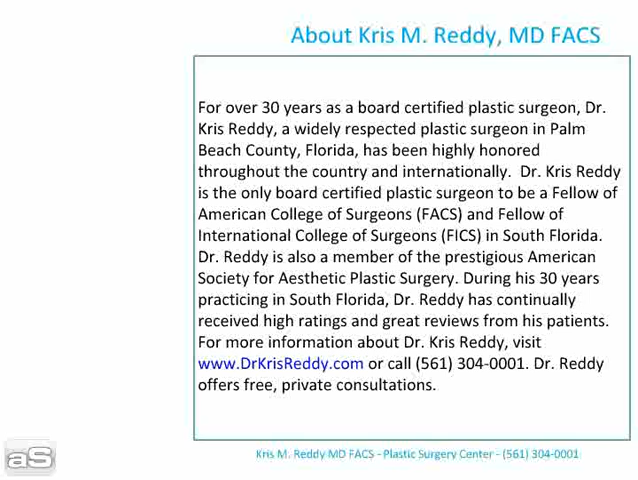 About Kris M. Reddy, MD FACS
For over 30 years as a board certified plastic surgeon, Dr.
Kris Reddy, a widely respected plastic surgeon in Palm
Beach County, Florida, has been highly honored
throughout the country and internationally.  Dr. Kris Reddy
is the only board certified plastic surgeon to be a Fellow of
American College of Surgeons (FACS) and Fellow of
International College of Surgeons (FICS) in South Florida.
Dr. Reddy is also a member of the prestigious American
Society for Aesthetic Plastic Surgery. During his 30 years
practicing in South Florida, Dr. Reddy has continually
received high ratings and great reviews from his patients.
For more information about Dr. Kris Reddy, visit
www.DrKrisReddy.com or call (561) 304-0001. Dr. Reddy
offers free, private consultations.
Kris M. Reddy MD FACS - Plastic Surgery Center - (561) 304-0001
aS